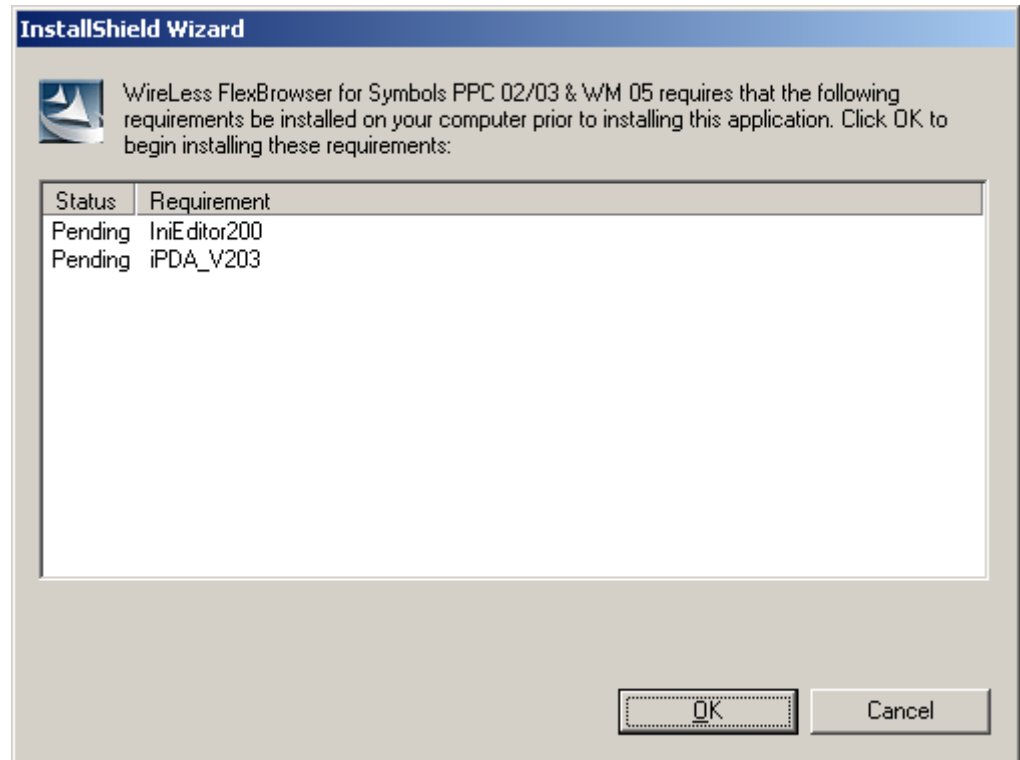 InstallShield Wizard
WireLess FlexBrowser for Symbols PPC 02/03 & WM 05 requires that the following
requirements be installed on your computer prior to installing this application. Click OK to
begin installing these requirements:
Status Requirement
Pending IniEditor200
Pending iPDA_V203
OK Cancel